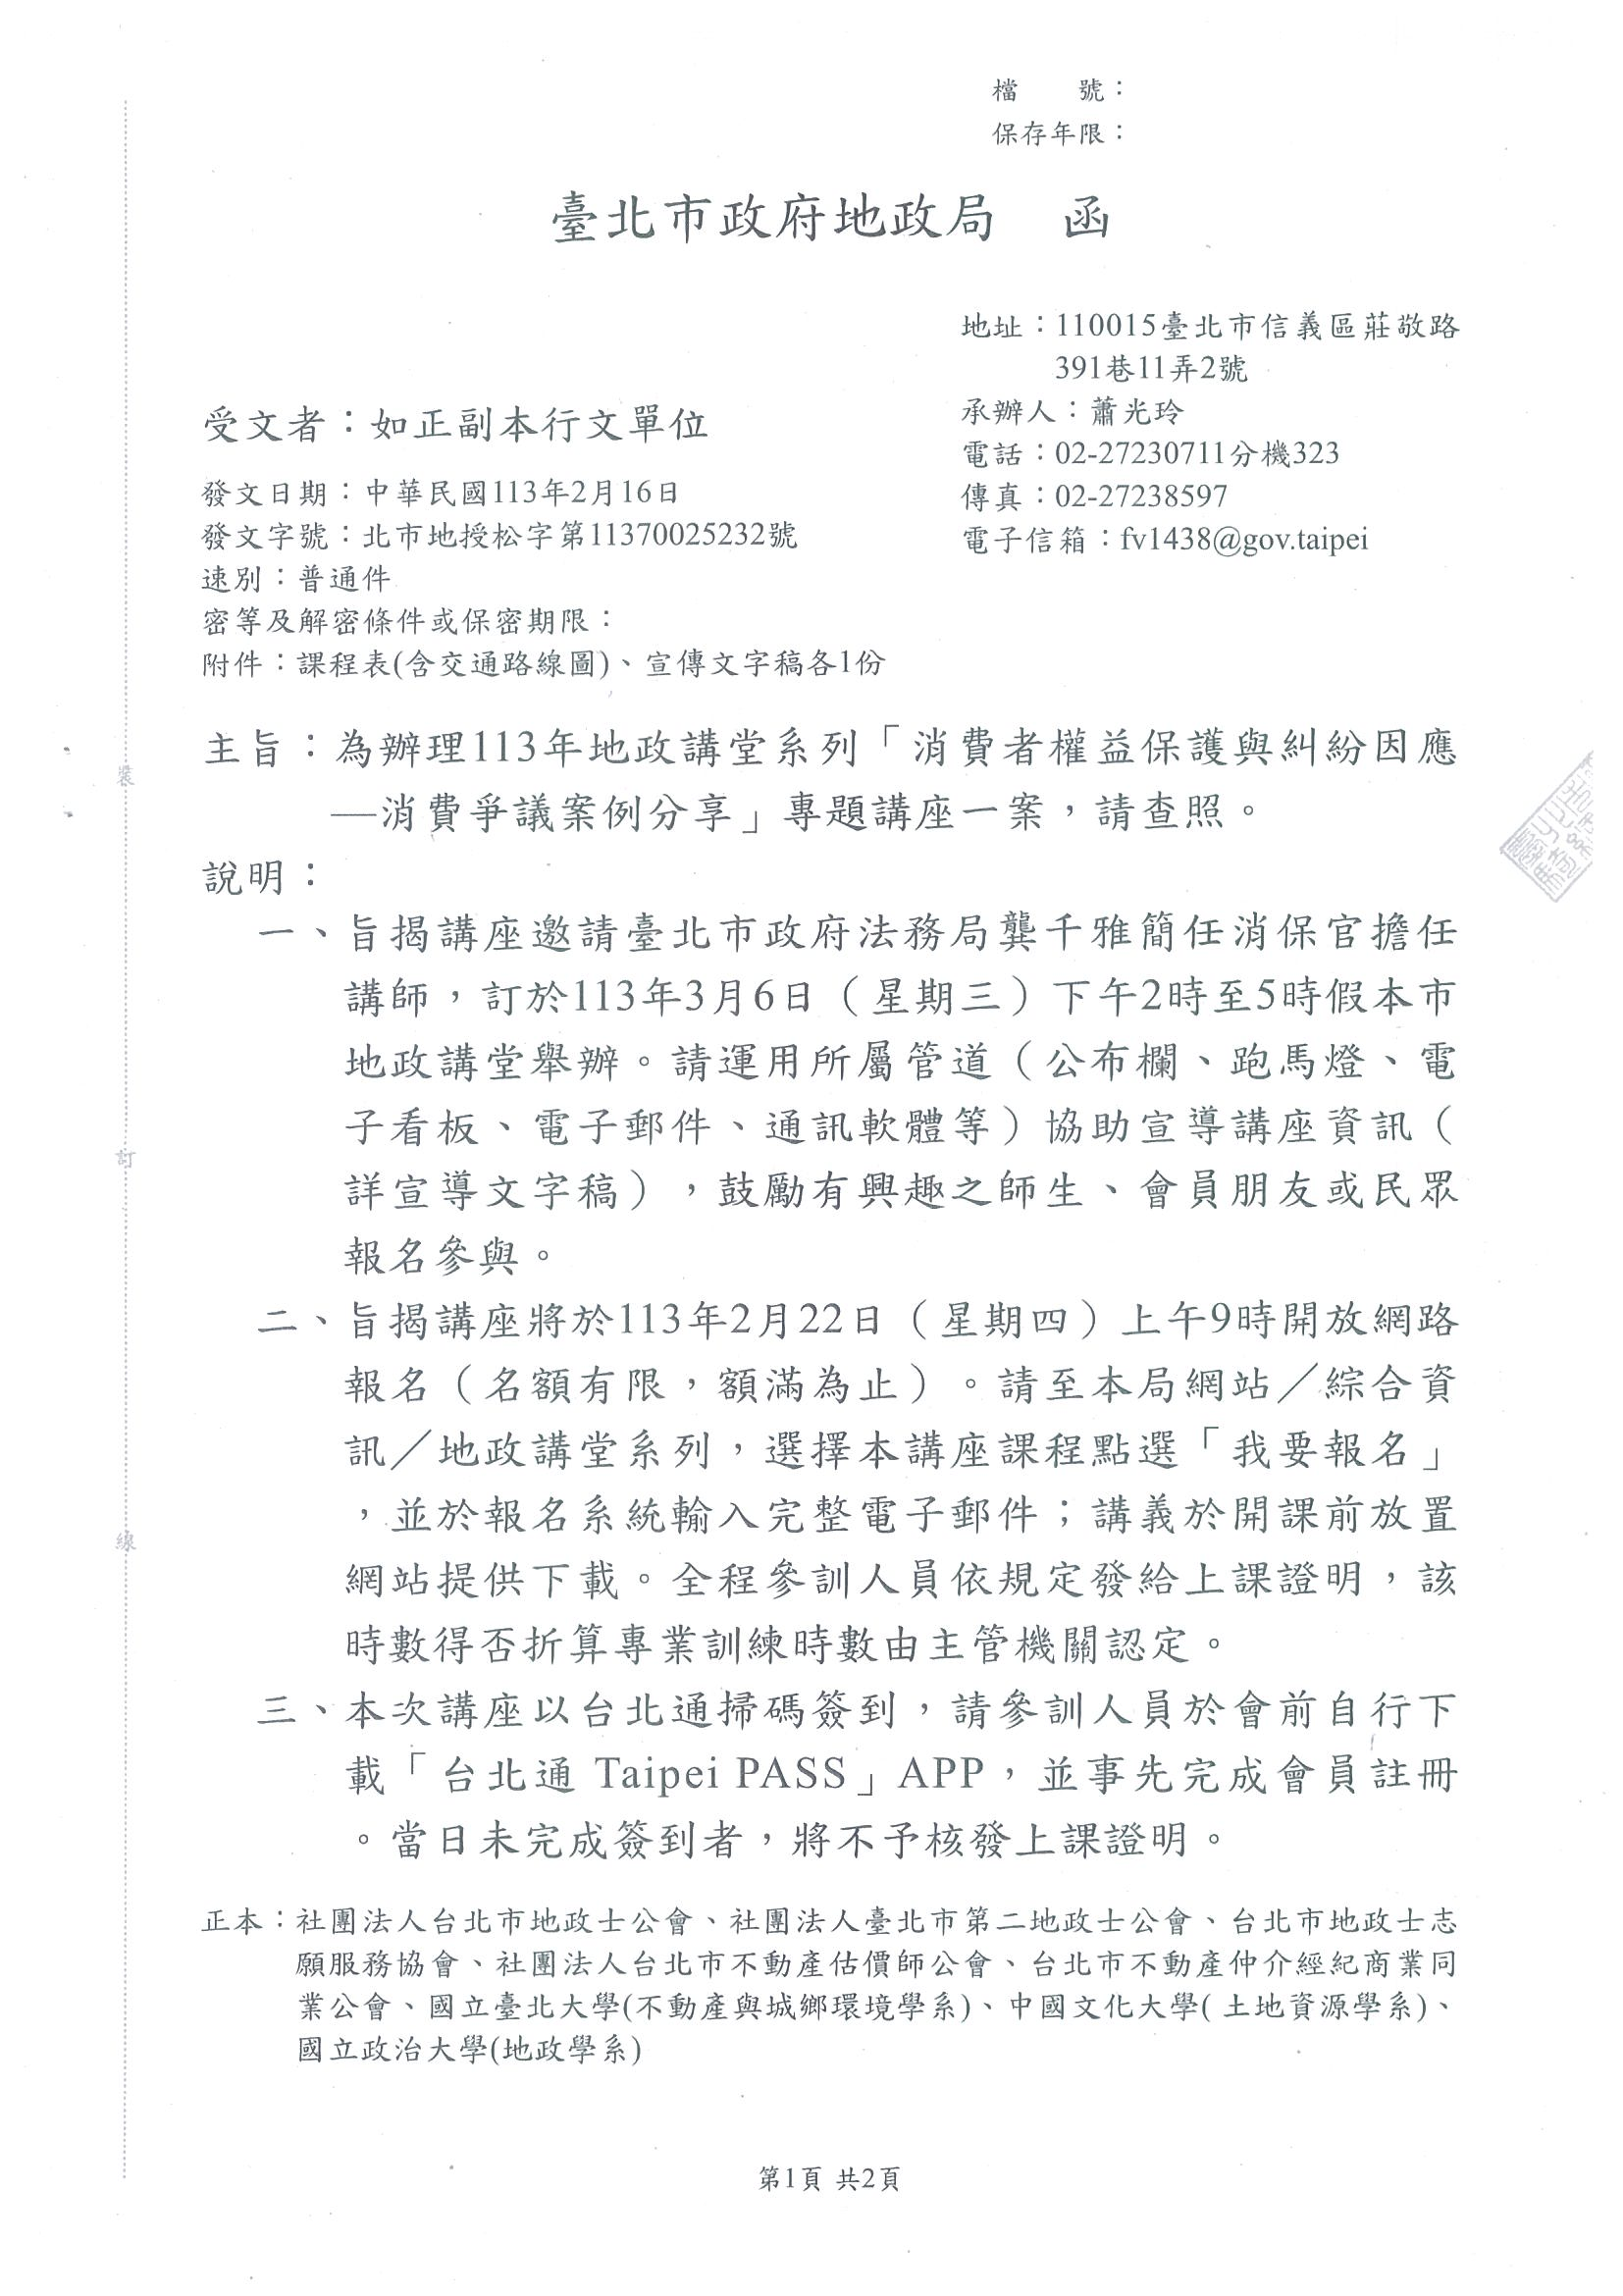 檔　　號：
保存年限：
臺北市政府地政局　函
地址：110015臺北市信義區莊敬路
391巷11弄2號
承辦人：蕭光玲
電話：02-27230711分機323
傳真：02-27238597
電子信箱：fv1438@gov.taipei
受文者：如正副本行文單位
發文日期：中華民國113年2月16日
發文字號：北市地授松字第11370025232號
速別：普通件
密等及解密條件或保密期限：
附件：課程表(含交通路線圖)、宣傳文字稿各1份
主旨：為辦理113年地政講堂系列「消費者權益保護與糾紛因應
—消費爭議案例分享」專題講座一案，請查照。
說明：
一、旨揭講座邀請臺北市政府法務局龔千雅簡任消保官擔任
講師，訂於113年3月6日（星期三）下午2時至5時假本市
地政講堂舉辦。請運用所屬管道（公布欄、跑馬燈、電
子看板、電子郵件、通訊軟體等）協助宣導講座資訊（
詳宣導文字稿），鼓勵有興趣之師生、會員朋友或民眾
報名參與。
二、旨揭講座將於113年2月22日（星期四）上午9時開放網路
報名（名額有限，額滿為止）。請至本局網站／綜合資
訊／地政講堂系列，選擇本講座課程點選「我要報名」
，並於報名系統輸入完整電子郵件；講義於開課前放置
網站提供下載。全程參訓人員依規定發給上課證明，該
時數得否折算專業訓練時數由主管機關認定。
三、本次講座以台北通掃碼簽到，請參訓人員於會前自行下
載「台北通 Taipei PASS」APP，並事先完成會員註冊
。當日未完成簽到者，將不予核發上課證明。
正本：社團法人台北市地政士公會、社團法人臺北市第二地政士公會、台北市地政士志
願服務協會、社團法人台北市不動產估價師公會、台北市不動產仲介經紀商業同
業公會、國立臺北大學(不動產與城鄉環境學系)、中國文化大學( 土地資源學系)、
國立政治大學(地政學系)
裝
訂
線
第1頁 共2頁